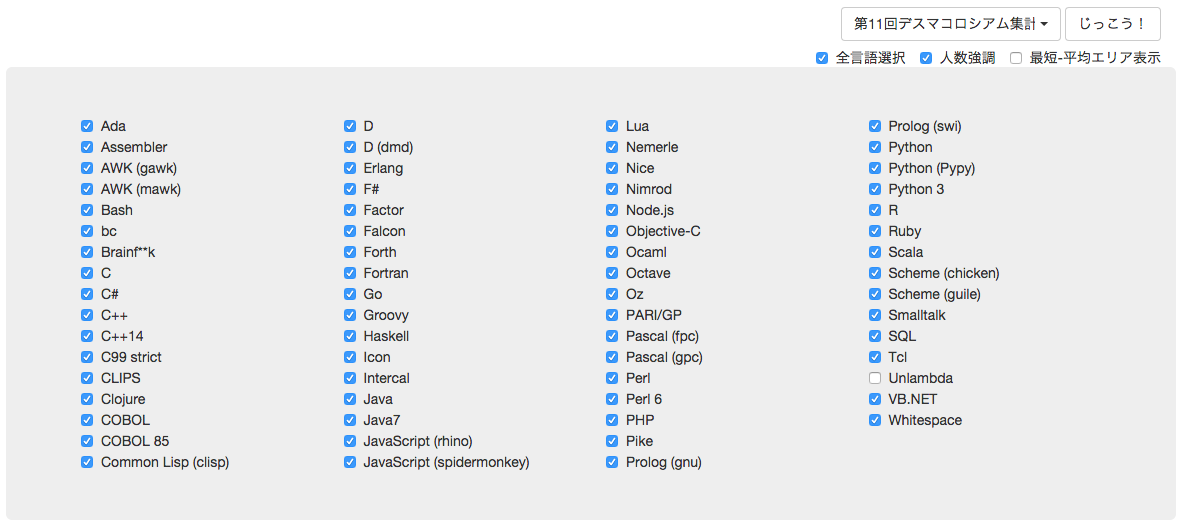 第11回デスマコロシアム集計
じっこう！
全言語選択 人数強調 最短-平均エリア表示
Ada
Assembler
AWK (gawk)
AWK (mawk)
Bash
bc
Brainf**k
C
C#
C++
C++14
C99 strict
CLIPS
Clojure
COBOL
COBOL 85
Common Lisp (clisp)
D
D (dmd)
Erlang
F#
Factor
Falcon
Forth
Fortran
Go
Groovy
Haskell
Icon
Intercal
Java
Java7
JavaScript (rhino)
JavaScript (spidermonkey)
Lua
Nemerle
Nice
Nimrod
Node.js
Objective-C
Ocaml
Octave
Oz
PARI/GP
Pascal (fpc)
Pascal (gpc)
Perl
Perl 6
PHP
Pike
Prolog (gnu)
Prolog (swi)
Python
Python (Pypy)
Python 3
R
Ruby
Scala
Scheme (chicken)
Scheme (guile)
Smalltalk
SQL
Tcl
Unlambda
VB.NET
Whitespace